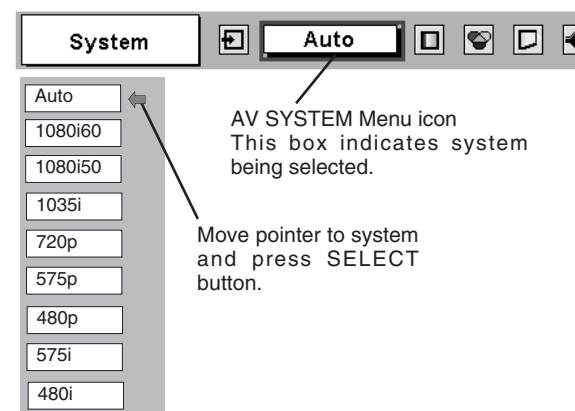 System
Auto
Auto
1080i60
1080i50
1035i
720p
575p
480p
575i
480i
AV SYSTEM Menu icon
This box indicates system
being selected.
Move pointer to system
and press SELECT
button.